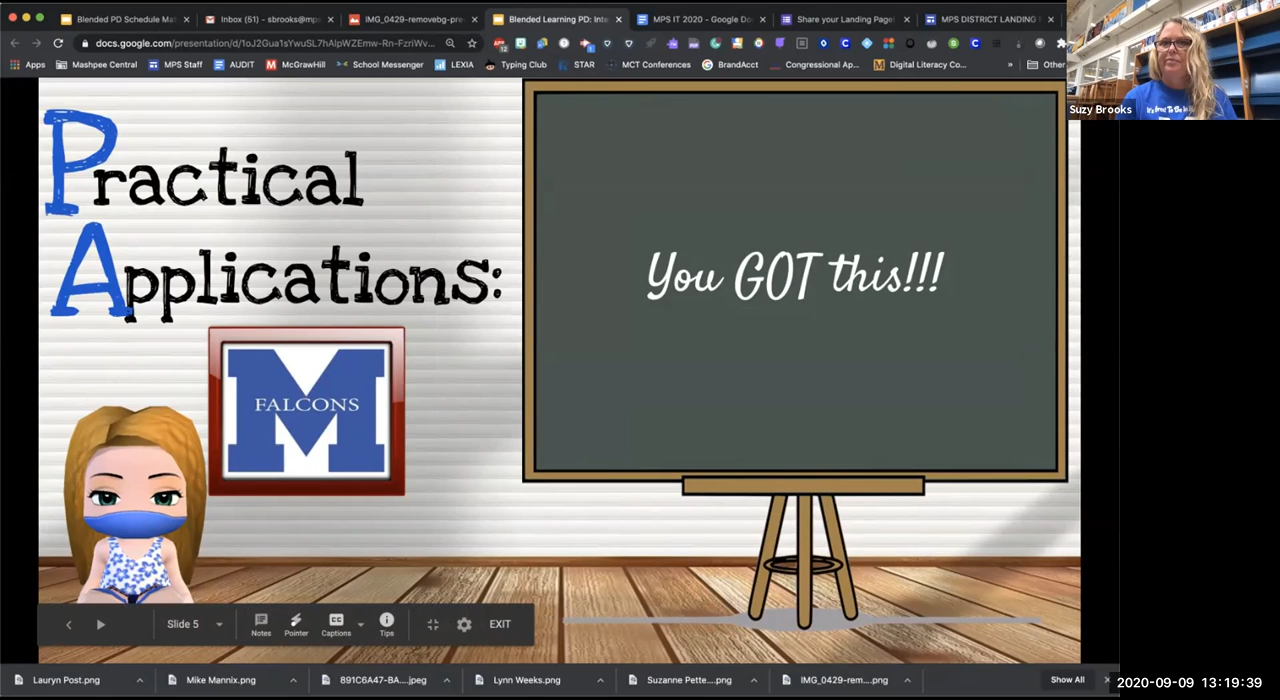 Blended PD Schedule Ma
Inbox (51) - sbrooks@mps
IMG_0429-removebg-pre
Blended Learning PD: Inte
MPS IT 2020 - Google Do
Share your Landing Page!
MPS DISTRICT LANDING
docs.google.com/presentation/d/1oJ2Gua1sYwuSL7hAlpWZEmw-Rn-FzriWv...
Apps
Mashpee Central
MPS Staff
AUDIT
McGrawHill
School Messenger
LEXIA
Typing Club
STAR
MCT Conferences
BrandAcct
Congressional Ap...
Digital Literacy Co...
»
Other
Suzy Brooks
Practical
Applications:
You GOT this!!!
FALCONS
Slide 5
Notes
Pointer
Captions
Tips
EXIT
Lauryn Post.png
Mike Mannix.png
891C6A47-BA....jpeg
Lynn Weeks.png
Suzanne Pette....png
IMG_0429-rem....png
Show All
2020-09-09 13:19:39